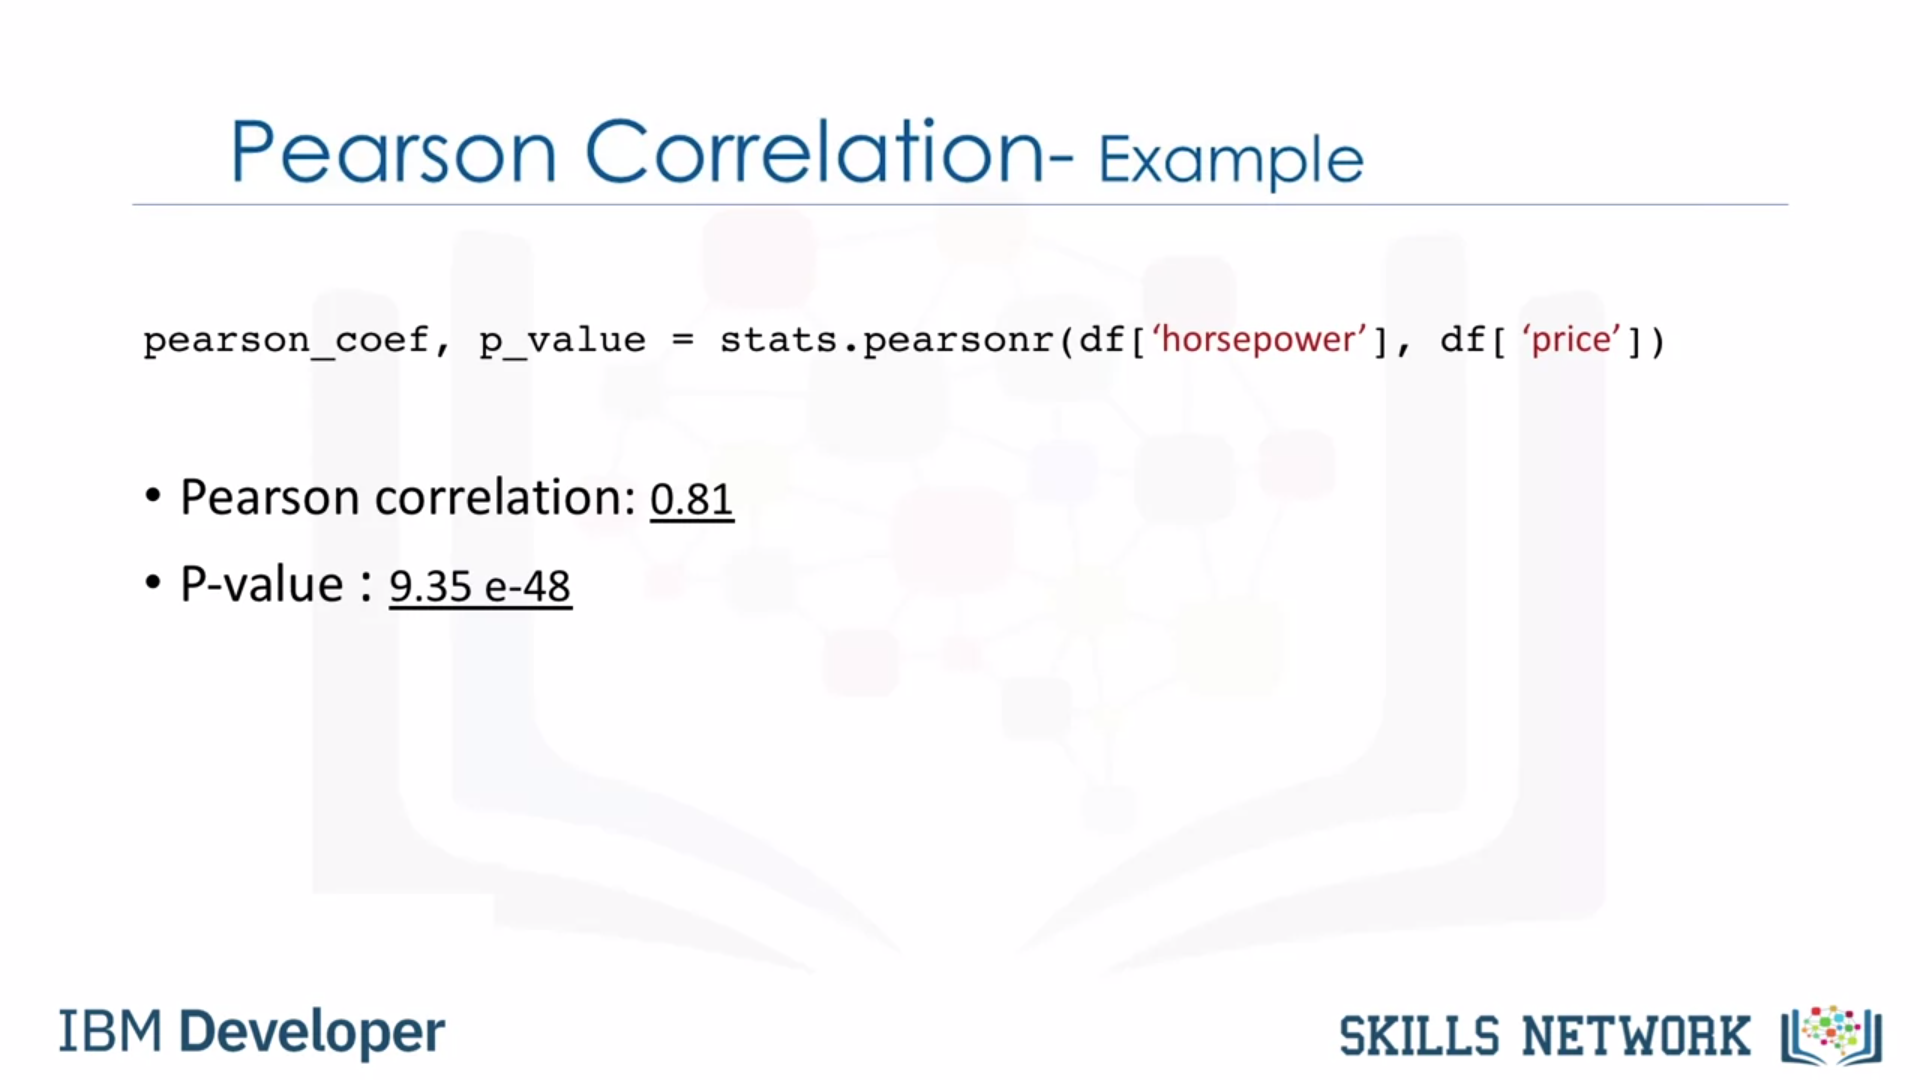 Pearson Correlation- Example
pearson_coef, p_value = stats.pearsonr(df[‘horsepower’], df[ ‘price’])
• Pearson correlation: 0.81
• P-value : 9.35 e-48
IBM Developer
SKILLS NETWORK